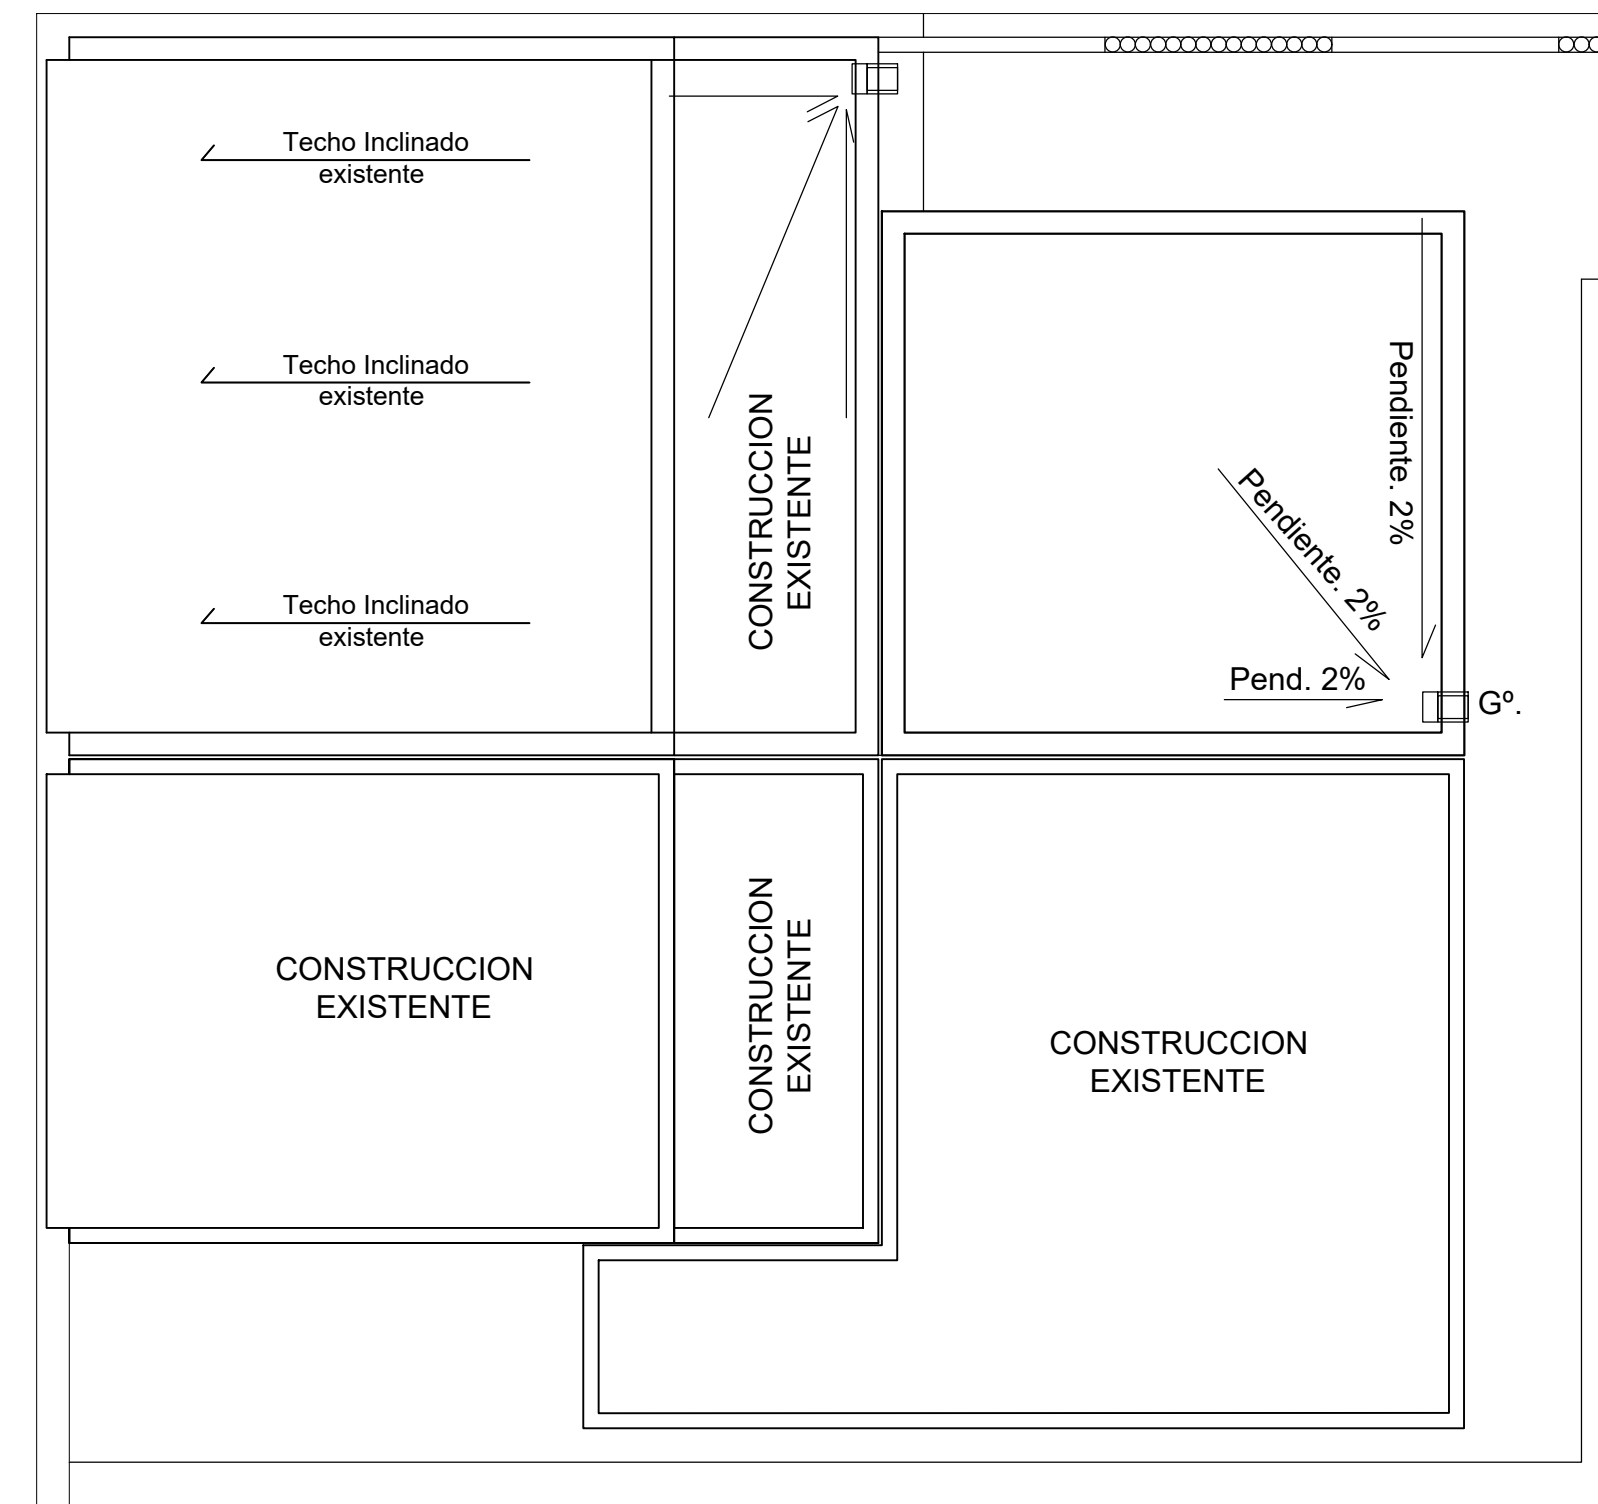 Techo Inclinado
existente
Techo Inclinado
existente
Techo Inclinado
existente
CONSTRUCCION
EXISTENTE
Pendiente. 2%
Pendiente. 2%
Pend. 2%
Gº.
CONSTRUCCION
EXISTENTE
CONSTRUCCION
EXISTENTE
CONSTRUCCION
EXISTENTE